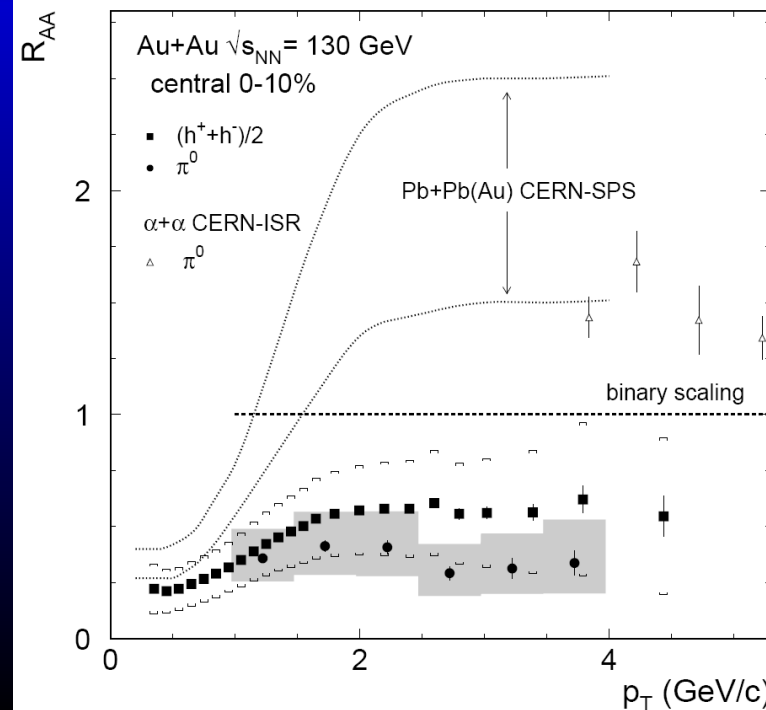 R_AA
Au+Au √s_NN = 130 GeV
central 0-10%
(h⁺+h⁻)/2
π⁰
α+α CERN-ISR
π⁰
Pb+Pb(Au) CERN-SPS
binary scaling
2
1
0
0 2 4
p_T (GeV/c)